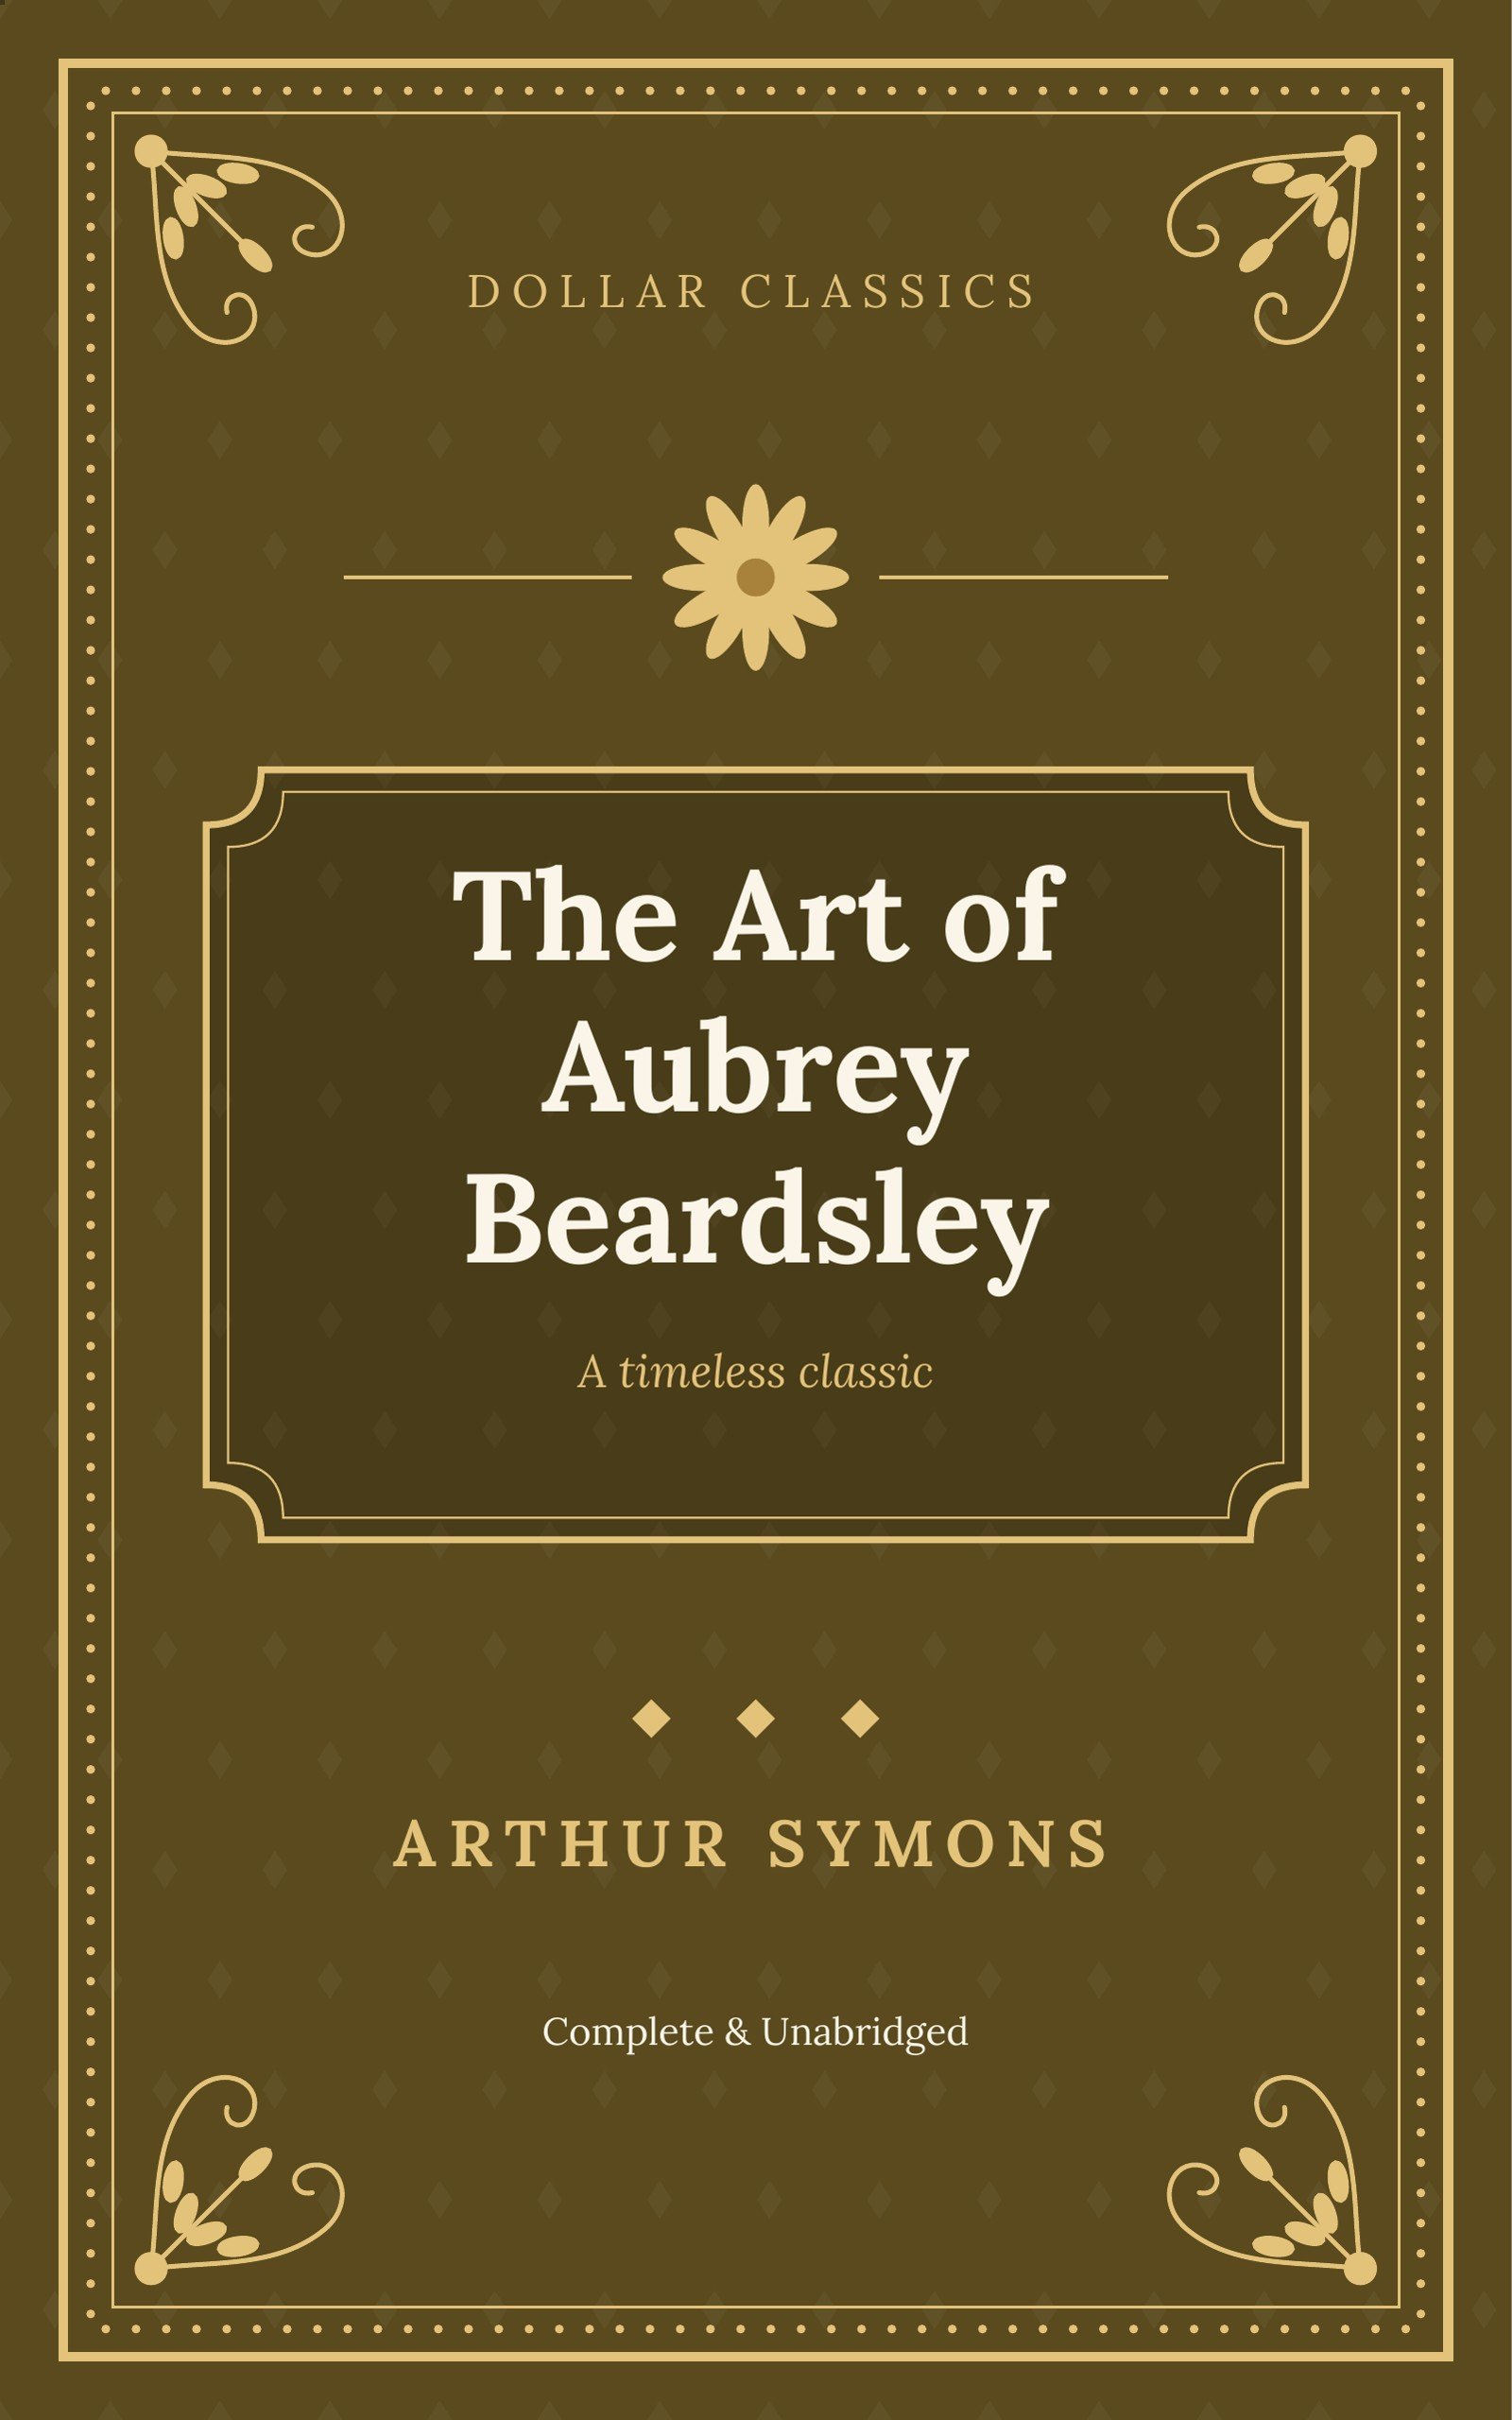 DOLLAR CLASSICS
The Art of
Aubrey
Beardsley
A timeless classic
ARTHUR SYMONS
Complete & Unabridged